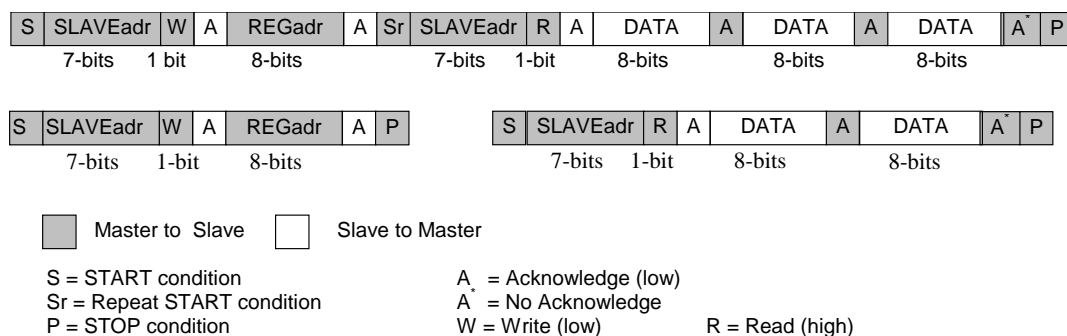 S SLAVEadr W A REGadr A Sr SLAVEadr R A DATA A DATA A DATA A* P
7-bits 1 bit 8-bits 7-bits 1-bit 8-bits 8-bits 8-bits
S SLAVEadr W A REGadr A P S SLAVEadr R A DATA A DATA A* P
7-bits 1-bit 8-bits 7-bits 1-bit 8-bits 8-bits
Master to Slave Slave to Master
S = START condition A = Acknowledge (low)
Sr = Repeat START condition A* = No Acknowledge
P = STOP condition W = Write (low) R = Read (high)